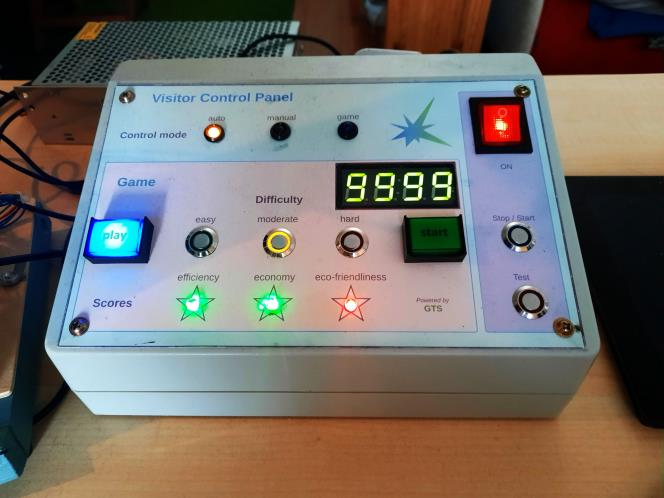 Visitor Control Panel
Control mode
auto
manual
game
ON
Game
9999
Difficulty
easy
moderate
hard
play
start
Stop / Start
Test
efficiency
economy
eco-friendliness
Scores
Powered by
GTS